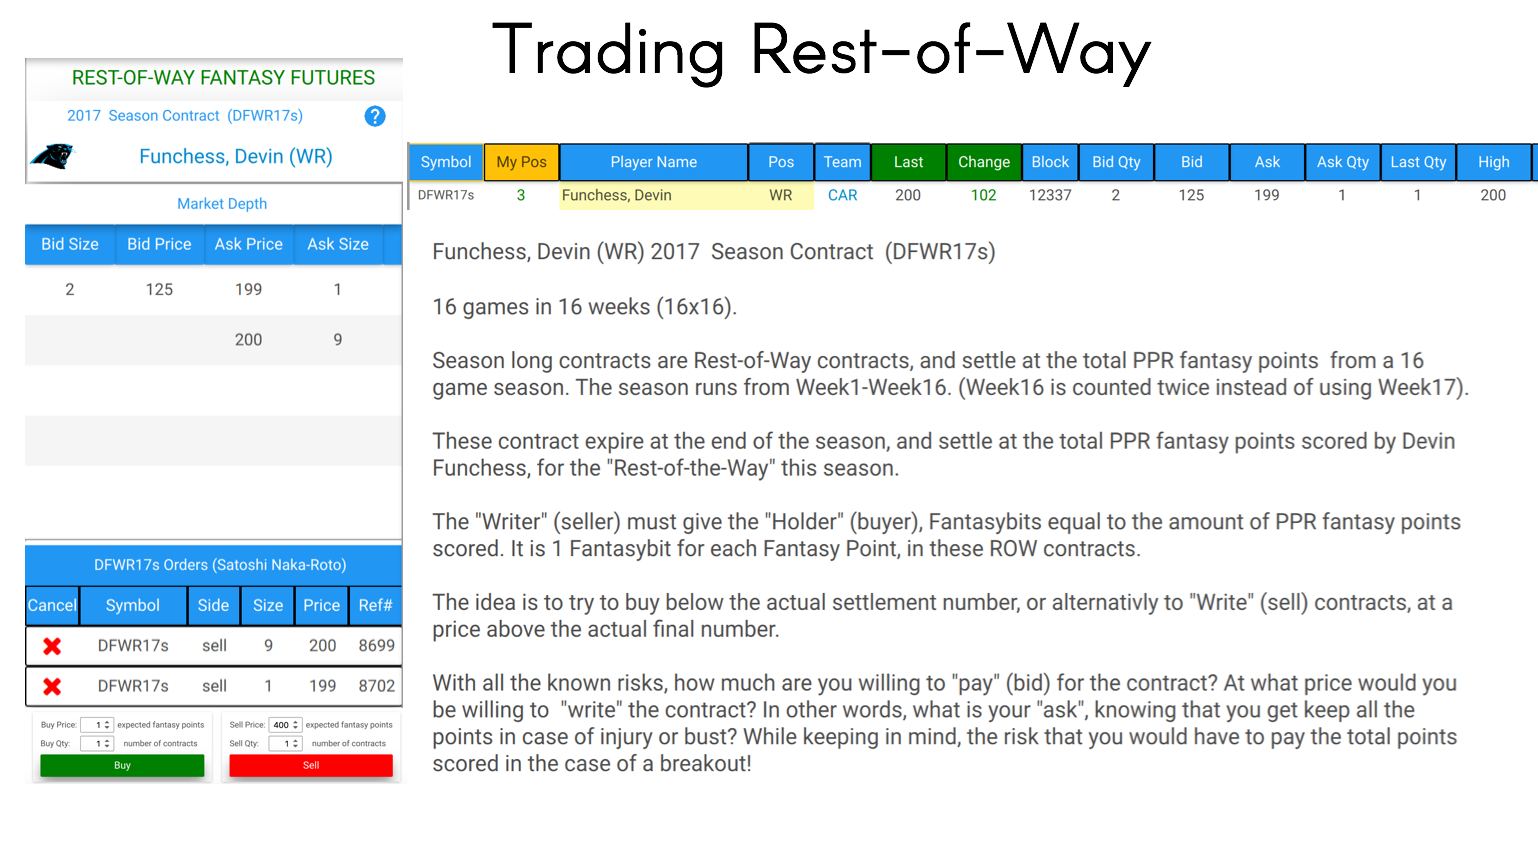 Trading Rest-of-Way
REST-OF-WAY FANTASY FUTURES
2017 Season Contract (DFWR17s)
?
Funchess, Devin (WR)
Market Depth
Bid Size Bid Price Ask Price Ask Size
2 125 199 1
200 9
DFWR17s Orders (Satoshi Naka-Roto)
Cancel Symbol Side Size Price Ref#
DFWR17s sell 9 200 8699
DFWR17s sell 1 199 8702
Buy Price: 1 expected fantasy points
Buy Qty: 1 number of contracts
Buy
Sell Price: 400 expected fantasy points
Sell Qty: 1 number of contracts
Sell
Symbol My Pos Player Name Pos Team Last Change Block Bid Qty Bid Ask Ask Qty Last Qty High
DFWR17s 3 Funchess, Devin WR CAR 200 102 12337 2 125 199 1 1 200
Funchess, Devin (WR) 2017 Season Contract (DFWR17s)
16 games in 16 weeks (16x16).
Season long contracts are Rest-of-Way contracts, and settle at the total PPR fantasy points from a 16
game season. The season runs from Week1-Week16. (Week16 is counted twice instead of using Week17).
These contract expire at the end of the season, and settle at the total PPR fantasy points scored by Devin
Funchess, for the "Rest-of-the-Way" this season.
The "Writer" (seller) must give the "Holder" (buyer), Fantasybits equal to the amount of PPR fantasy points
scored. It is 1 Fantasybit for each Fantasy Point, in these ROW contracts.
The idea is to try to buy below the actual settlement number, or alternativly to "Write" (sell) contracts, at a
price above the actual final number.
With all the known risks, how much are you willing to "pay" (bid) for the contract? At what price would you
be willing to "write" the contract? In other words, what is your "ask", knowing that you get keep all the
points in case of injury or bust? While keeping in mind, the risk that you would have to pay the total points
scored in the case of a breakout!